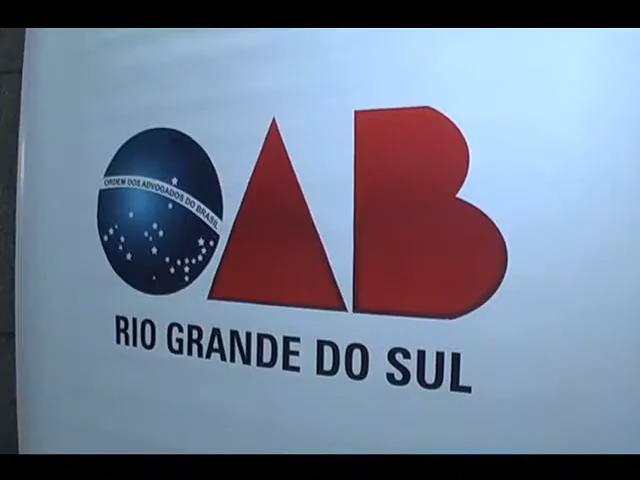 OAB
ORDEM DOS ADVOGADOS DO BRASIL
RIO GRANDE DO SUL